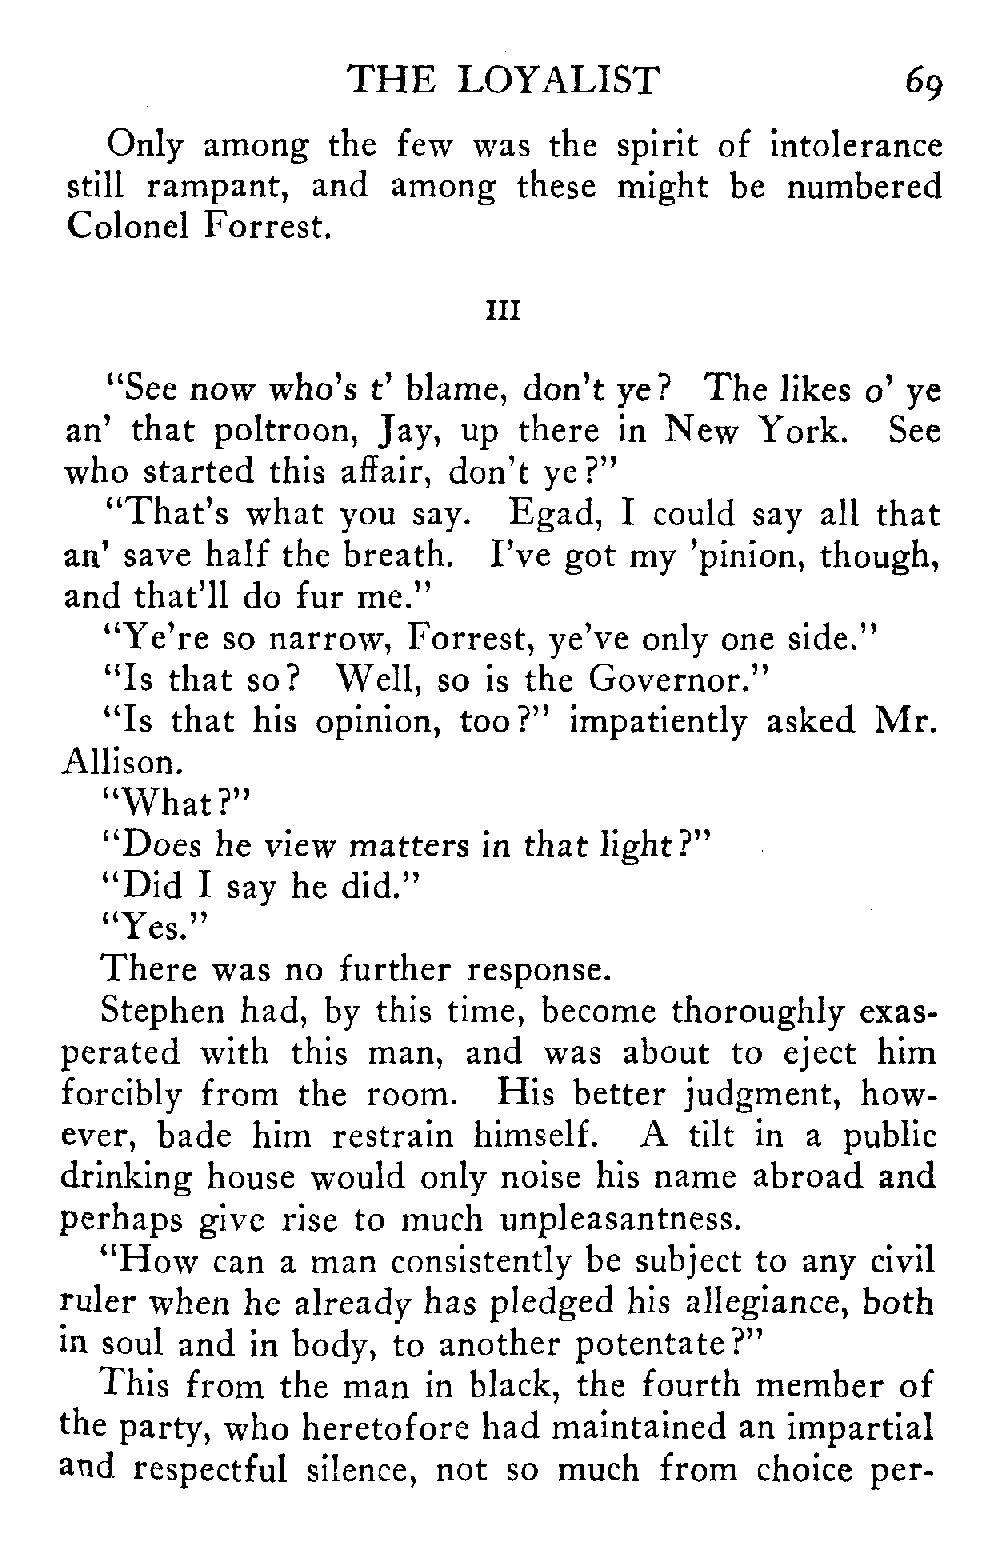 THE LOYALIST 69
Only among the few was the spirit of intolerance
still rampant, and among these might be numbered
Colonel Forrest.
III
"See now who's t' blame, don't ye? The likes o' ye
an' that poltroon, Jay, up there in New York. See
who started this affair, don't ye?"
"That's what you say. Egad, I could say all that
an' save half the breath. I've got my 'pinion, though,
and that'll do fur me."
"Ye're so narrow, Forrest, ye've only one side."
"Is that so? Well, so is the Governor."
"Is that his opinion, too?" impatiently asked Mr.
Allison.
"What?"
"Does he view matters in that light?"
"Did I say he did."
"Yes."
There was no further response.
Stephen had, by this time, become thoroughly exas-
perated with this man, and was about to eject him
forcibly from the room. His better judgment, how-
ever, bade him restrain himself. A tilt in a public
drinking house would only noise his name abroad and
perhaps give rise to much unpleasantness.
"How can a man consistently be subject to any civil
ruler when he already has pledged his allegiance, both
in soul and in body, to another potentate?"
This from the man in black, the fourth member of
the party, who heretofore had maintained an impartial
and respectful silence, not so much from choice per-